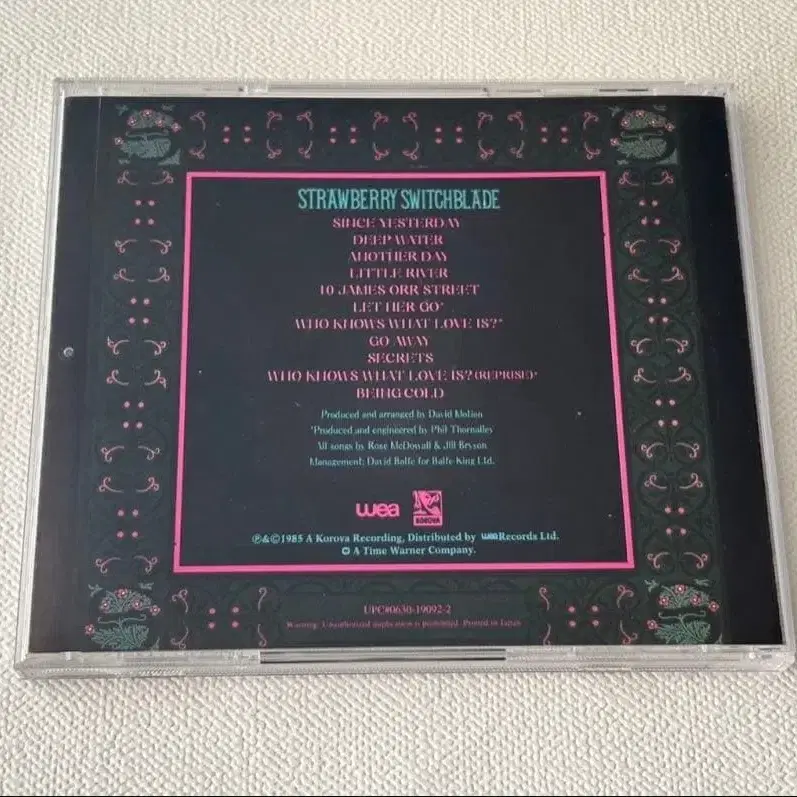 STRAWBERRY SWITCHBLADE
SINCE YESTERDAY
DEEP WATER
ANOTHER DAY
LITTLE RIVER
10 JAMES ORR STREET
LET HER GO*
WHO KNOWS WHAT LOVE IS?*
GO AWAY
SECRETS
WHO KNOWS WHAT LOVE IS? (REPRISE)*
BEING COLD
Produced and arranged by David Motion
*Produced and engineered by Phil Thornalley
All songs by Rose McDowall & Jill Bryson
Management: David Balfe for Balfe-King Ltd.
wea KOROVA
℗&©1985 A Korova Recording, Distributed by wea Records Ltd.
A Time Warner Company.
UPC#0630-19092-2
Warning: Unauthorized duplication is prohibited. Printed in Japan